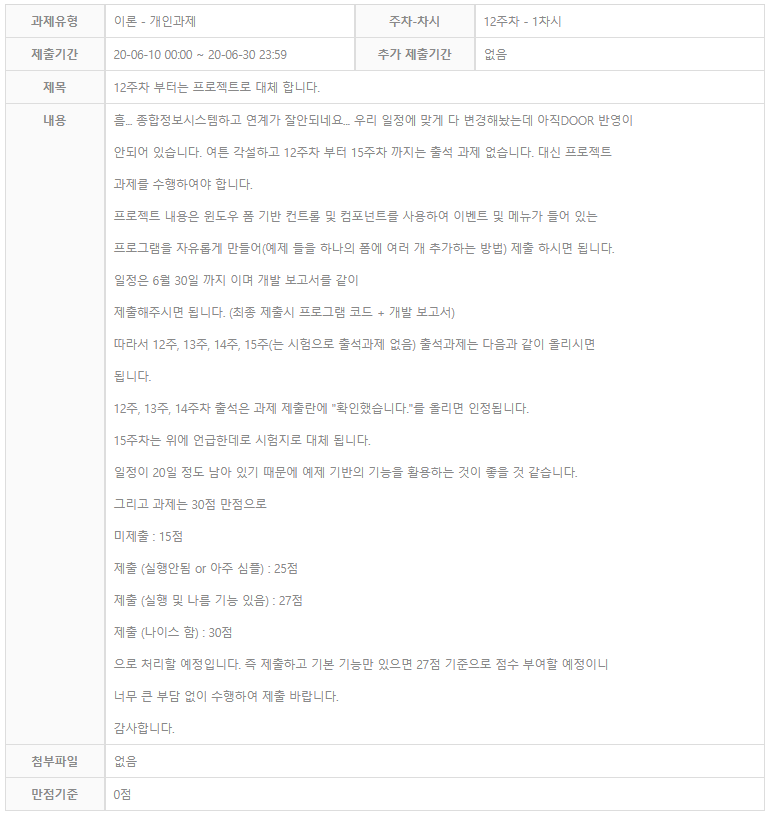 과제유형 이론 - 개인과제 주차-차시 12주차 - 1차시
제출기간 20-06-10 00:00 ~ 20-06-30 23:59 추가 제출기간 없음
제목 12주차 부터는 프로젝트로 대체 합니다.
내용 흠... 종합정보시스템하고 연계가 잘안되네요... 우리 일정에 맞게 다 변경해놨는데 아직DOOR 반영이
안되어 있습니다. 여튼 각설하고 12주차 부터 15주차 까지는 출석 과제 없습니다. 대신 프로젝트
과제를 수행하여야 합니다.
프로젝트 내용은 윈도우 폼 기반 컨트롤 및 컴포넌트를 사용하여 이벤트 및 메뉴가 들어 있는
프로그램을 자유롭게 만들어(예제 들을 하나의 폼에 여러 개 추가하는 방법) 제출 하시면 됩니다.
일정은 6월 30일 까지 이며 개발 보고서를 같이
제출해주시면 됩니다. (최종 제출시 프로그램 코드 + 개발 보고서)
따라서 12주, 13주, 14주, 15주(는 시험으로 출석과제 없음) 출석과제는 다음과 같이 올리시면
됩니다.
12주, 13주, 14주차 출석은 과제 제출란에 "확인했습니다."를 올리면 인정됩니다.
15주차는 위에 언급한데로 시험지로 대체 됩니다.
일정이 20일 정도 남아 있기 때문에 예제 기반의 기능을 활용하는 것이 좋을 것 같습니다.
그리고 과제는 30점 만점으로
미제출 : 15점
제출 (실행안됨 or 아주 심플) : 25점
제출 (실행 및 나름 기능 있음) : 27점
제출 (나이스 함) : 30점
으로 처리할 예정입니다. 즉 제출하고 기본 기능만 있으면 27점 기준으로 점수 부여할 예정이니
너무 큰 부담 없이 수행하여 제출 바랍니다.
감사합니다.
첨부파일 없음
만점기준 0점